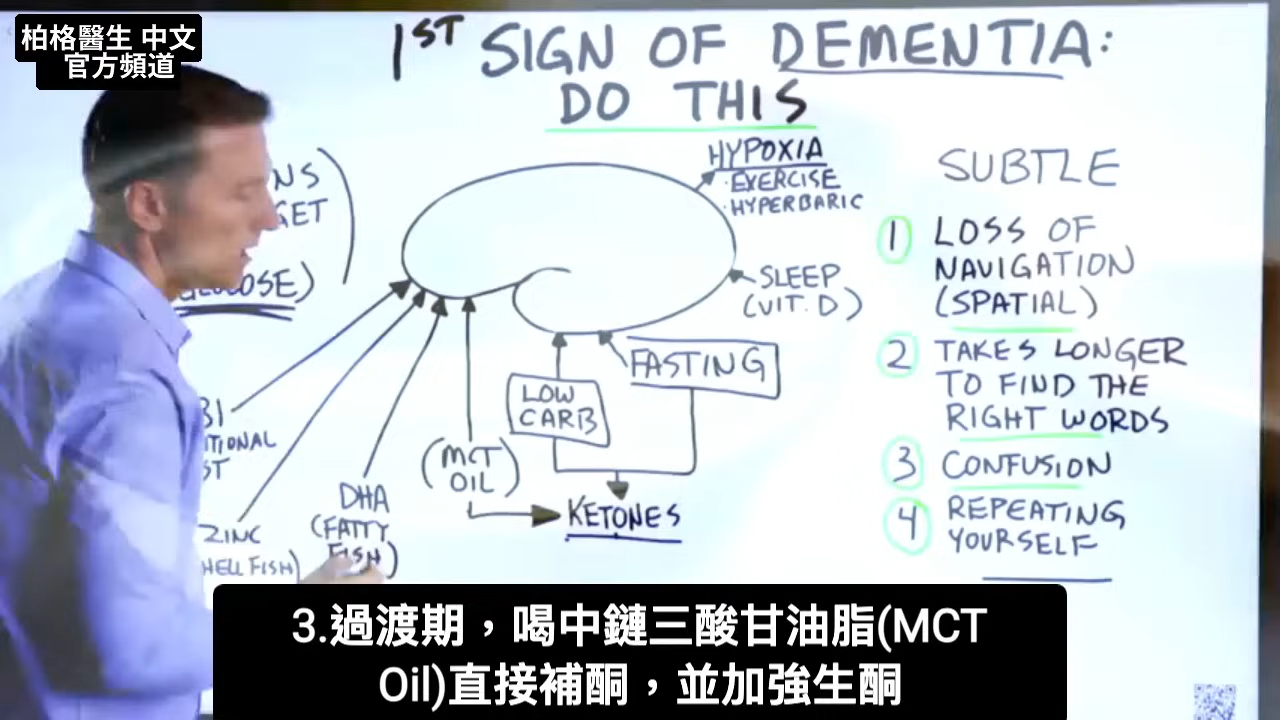 柏格醫生 中文
官方頻道
1ST SIGN OF DEMENTIA:
DO THIS
HYPOXIA
·EXERCISE
·HYPERBARIC
SLEEP
(VIT. D)
FASTING
LOW
CARB
(MCT
OIL)
KETONES
DHA
(FATTY
FISH)
ZINC
SUBTLE
1 LOSS OF
NAVIGATION
(SPATIAL)
2 TAKES LONGER
TO FIND THE
RIGHT WORDS
3 CONFUSION
4 REPEATING
YOURSELF
3.過渡期，喝中鏈三酸甘油脂(MCT
Oil)直接補酮，並加強生酮